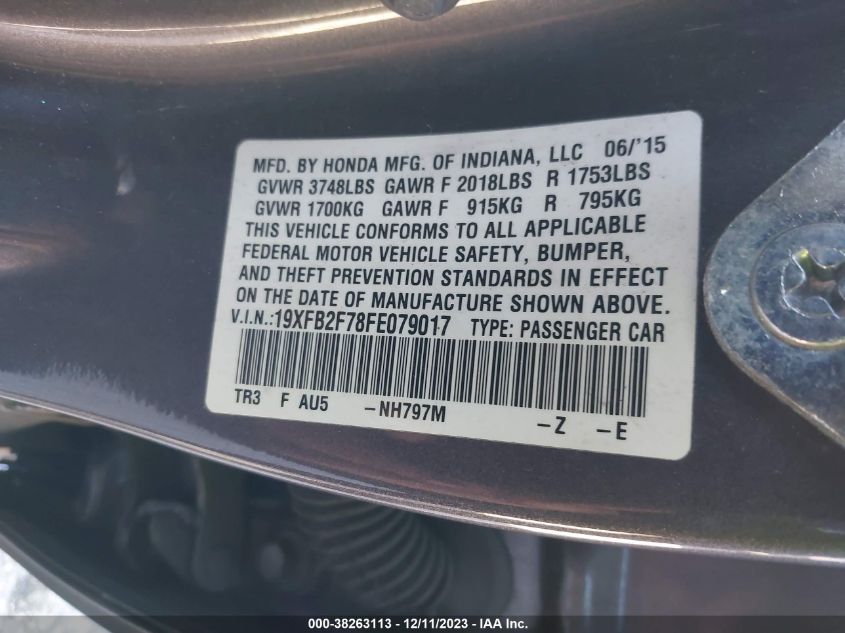 MFD. BY HONDA MFG. OF INDIANA, LLC 06/'15
GVWR 3748LBS GAWR F 2018LBS R 1753LBS
GVWR 1700KG GAWR F 915KG R 795KG
THIS VEHICLE CONFORMS TO ALL APPLICABLE
FEDERAL MOTOR VEHICLE SAFETY, BUMPER,
AND THEFT PREVENTION STANDARDS IN EFFECT
ON THE DATE OF MANUFACTURE SHOWN ABOVE.
V.I.N.:19XFB2F78FE079017 TYPE: PASSENGER CAR
TR3 F AU5 -NH797M -Z -E
000-38263113 - 12/11/2023 - IAA Inc.